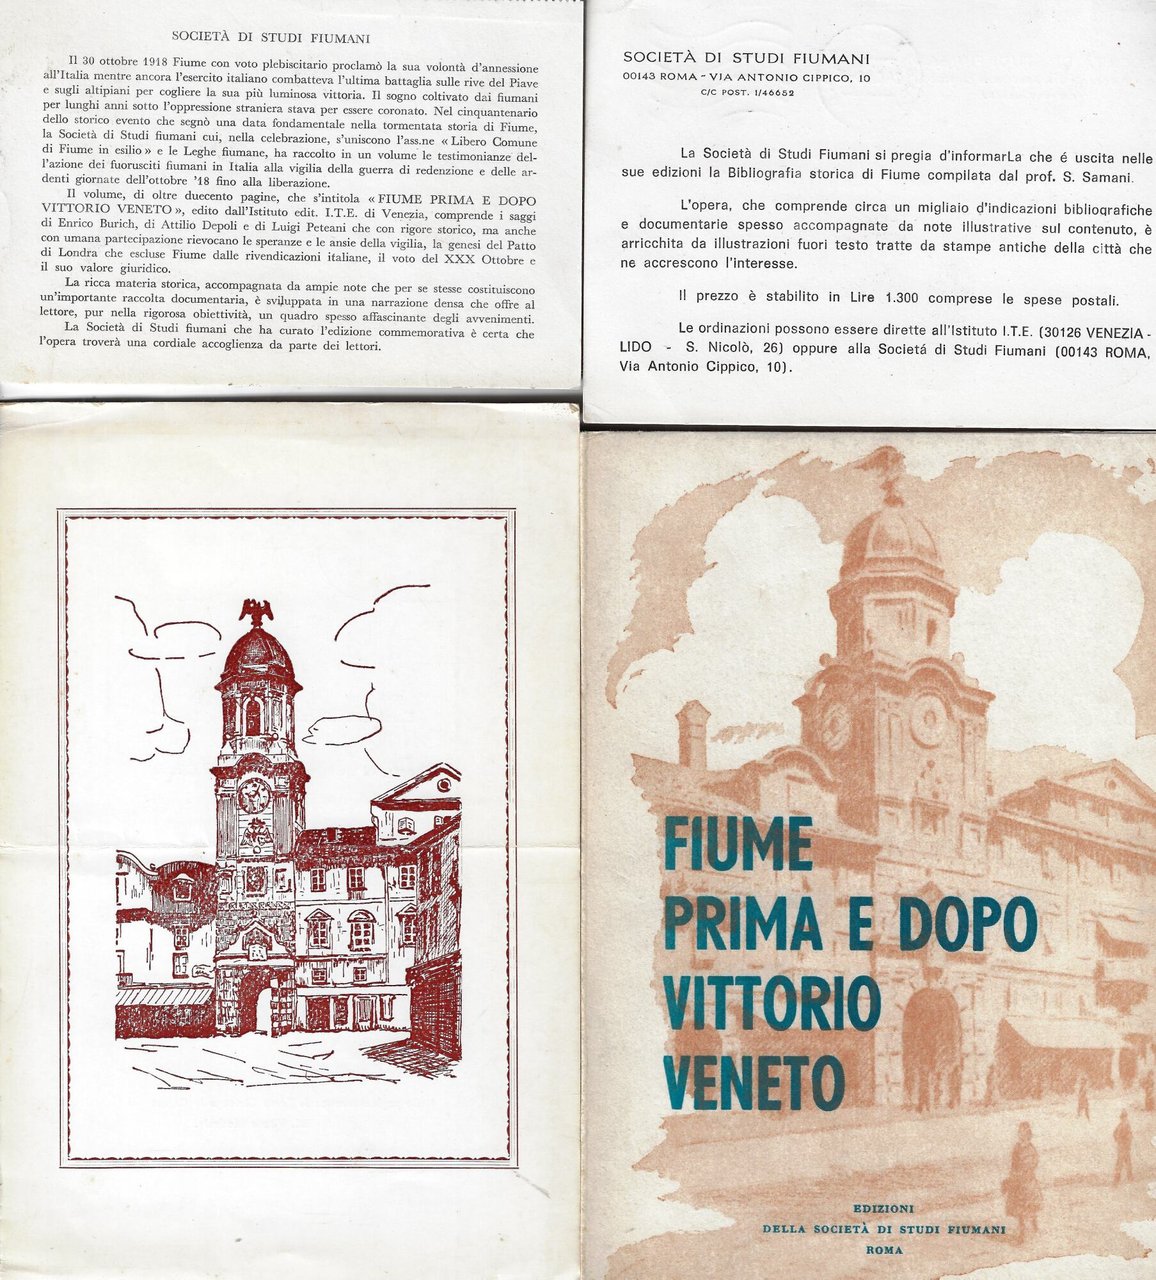 SOCIETÀ DI STUDI FIUMANI
Il 30 ottobre 1918 Fiume con voto plebiscitario proclamò la sua volontà d'annessione
all'Italia mentre ancora l'esercito italiano combatteva l'ultima battaglia sulle rive del Piave
e sugli altipiani per cogliere la sua più luminosa vittoria. Il sogno coltivato dai fiumani
per lunghi anni sotto l'oppressione straniera stava per essere coronato. Nel cinquantenario
dello storico evento che segnò una data fondamentale nella tormentata storia di Fiume,
la Società di Studi fiumani cui, nella celebrazione, s'uniscono l'ass.ne « Libero Comune
di Fiume in esilio » e le Leghe fiumane, ha raccolto in un volume le testimonianze del-
l'azione dei fuorusciti fiumani in Italia alla vigilia della guerra di redenzione e delle ar-
denti giornate dell'ottobre '18 fino alla liberazione.
Il volume, di oltre duecento pagine, che s'intitola « FIUME PRIMA E DOPO
VITTORIO VENETO », edito dall'Istituto edit. I.T.E. di Venezia, comprende i saggi
di Enrico Burich, di Attilio Depoli e di Luigi Peteani che con rigore storico, ma anche
con umana partecipazione rievocano le speranze e le ansie della vigilia, la genesi del Patto
di Londra che escluse Fiume dalle rivendicazioni italiane, il voto del XXX Ottobre e
il suo valore giuridico.
La ricca materia storica, accompagnata da ampie note che per se stesse costituiscono
un'importante raccolta documentaria, è sviluppata in una narrazione densa che offre al
lettore, pur nella rigorosa obiettività, un quadro spesso affascinante degli avvenimenti.
La Società di Studi fiumani che ha curato l'edizione commemorativa è certa che
l'opera troverà una cordiale accoglienza da parte dei lettori.
SOCIETÀ DI STUDI FIUMANI
00143 ROMA - VIA ANTONIO CIPPICO, 10
C/C POST. 1/46652
La Società di Studi Fiumani si pregia d'informarLa che é uscita nelle
sue edizioni la Bibliografia storica di Fiume compilata dal prof. S. Samani.
L'opera, che comprende circa un migliaio d'indicazioni bibliografiche
e documentarie spesso accompagnate da note illustrative sul contenuto, è
arricchita da illustrazioni fuori testo tratte da stampe antiche della città che
ne accrescono l'interesse.
Il prezzo è stabilito in Lire 1.300 comprese le spese postali.
Le ordinazioni possono essere dirette all'Istituto I.T.E. (30126 VENEZIA -
LIDO - S. Nicolò, 26) oppure alla Societá di Studi Fiumani (00143 ROMA,
Via Antonio Cippico, 10).
FIUME
PRIMA E DOPO
VITTORIO
VENETO
EDIZIONI
DELLA SOCIETÀ DI STUDI FIUMANI
ROMA